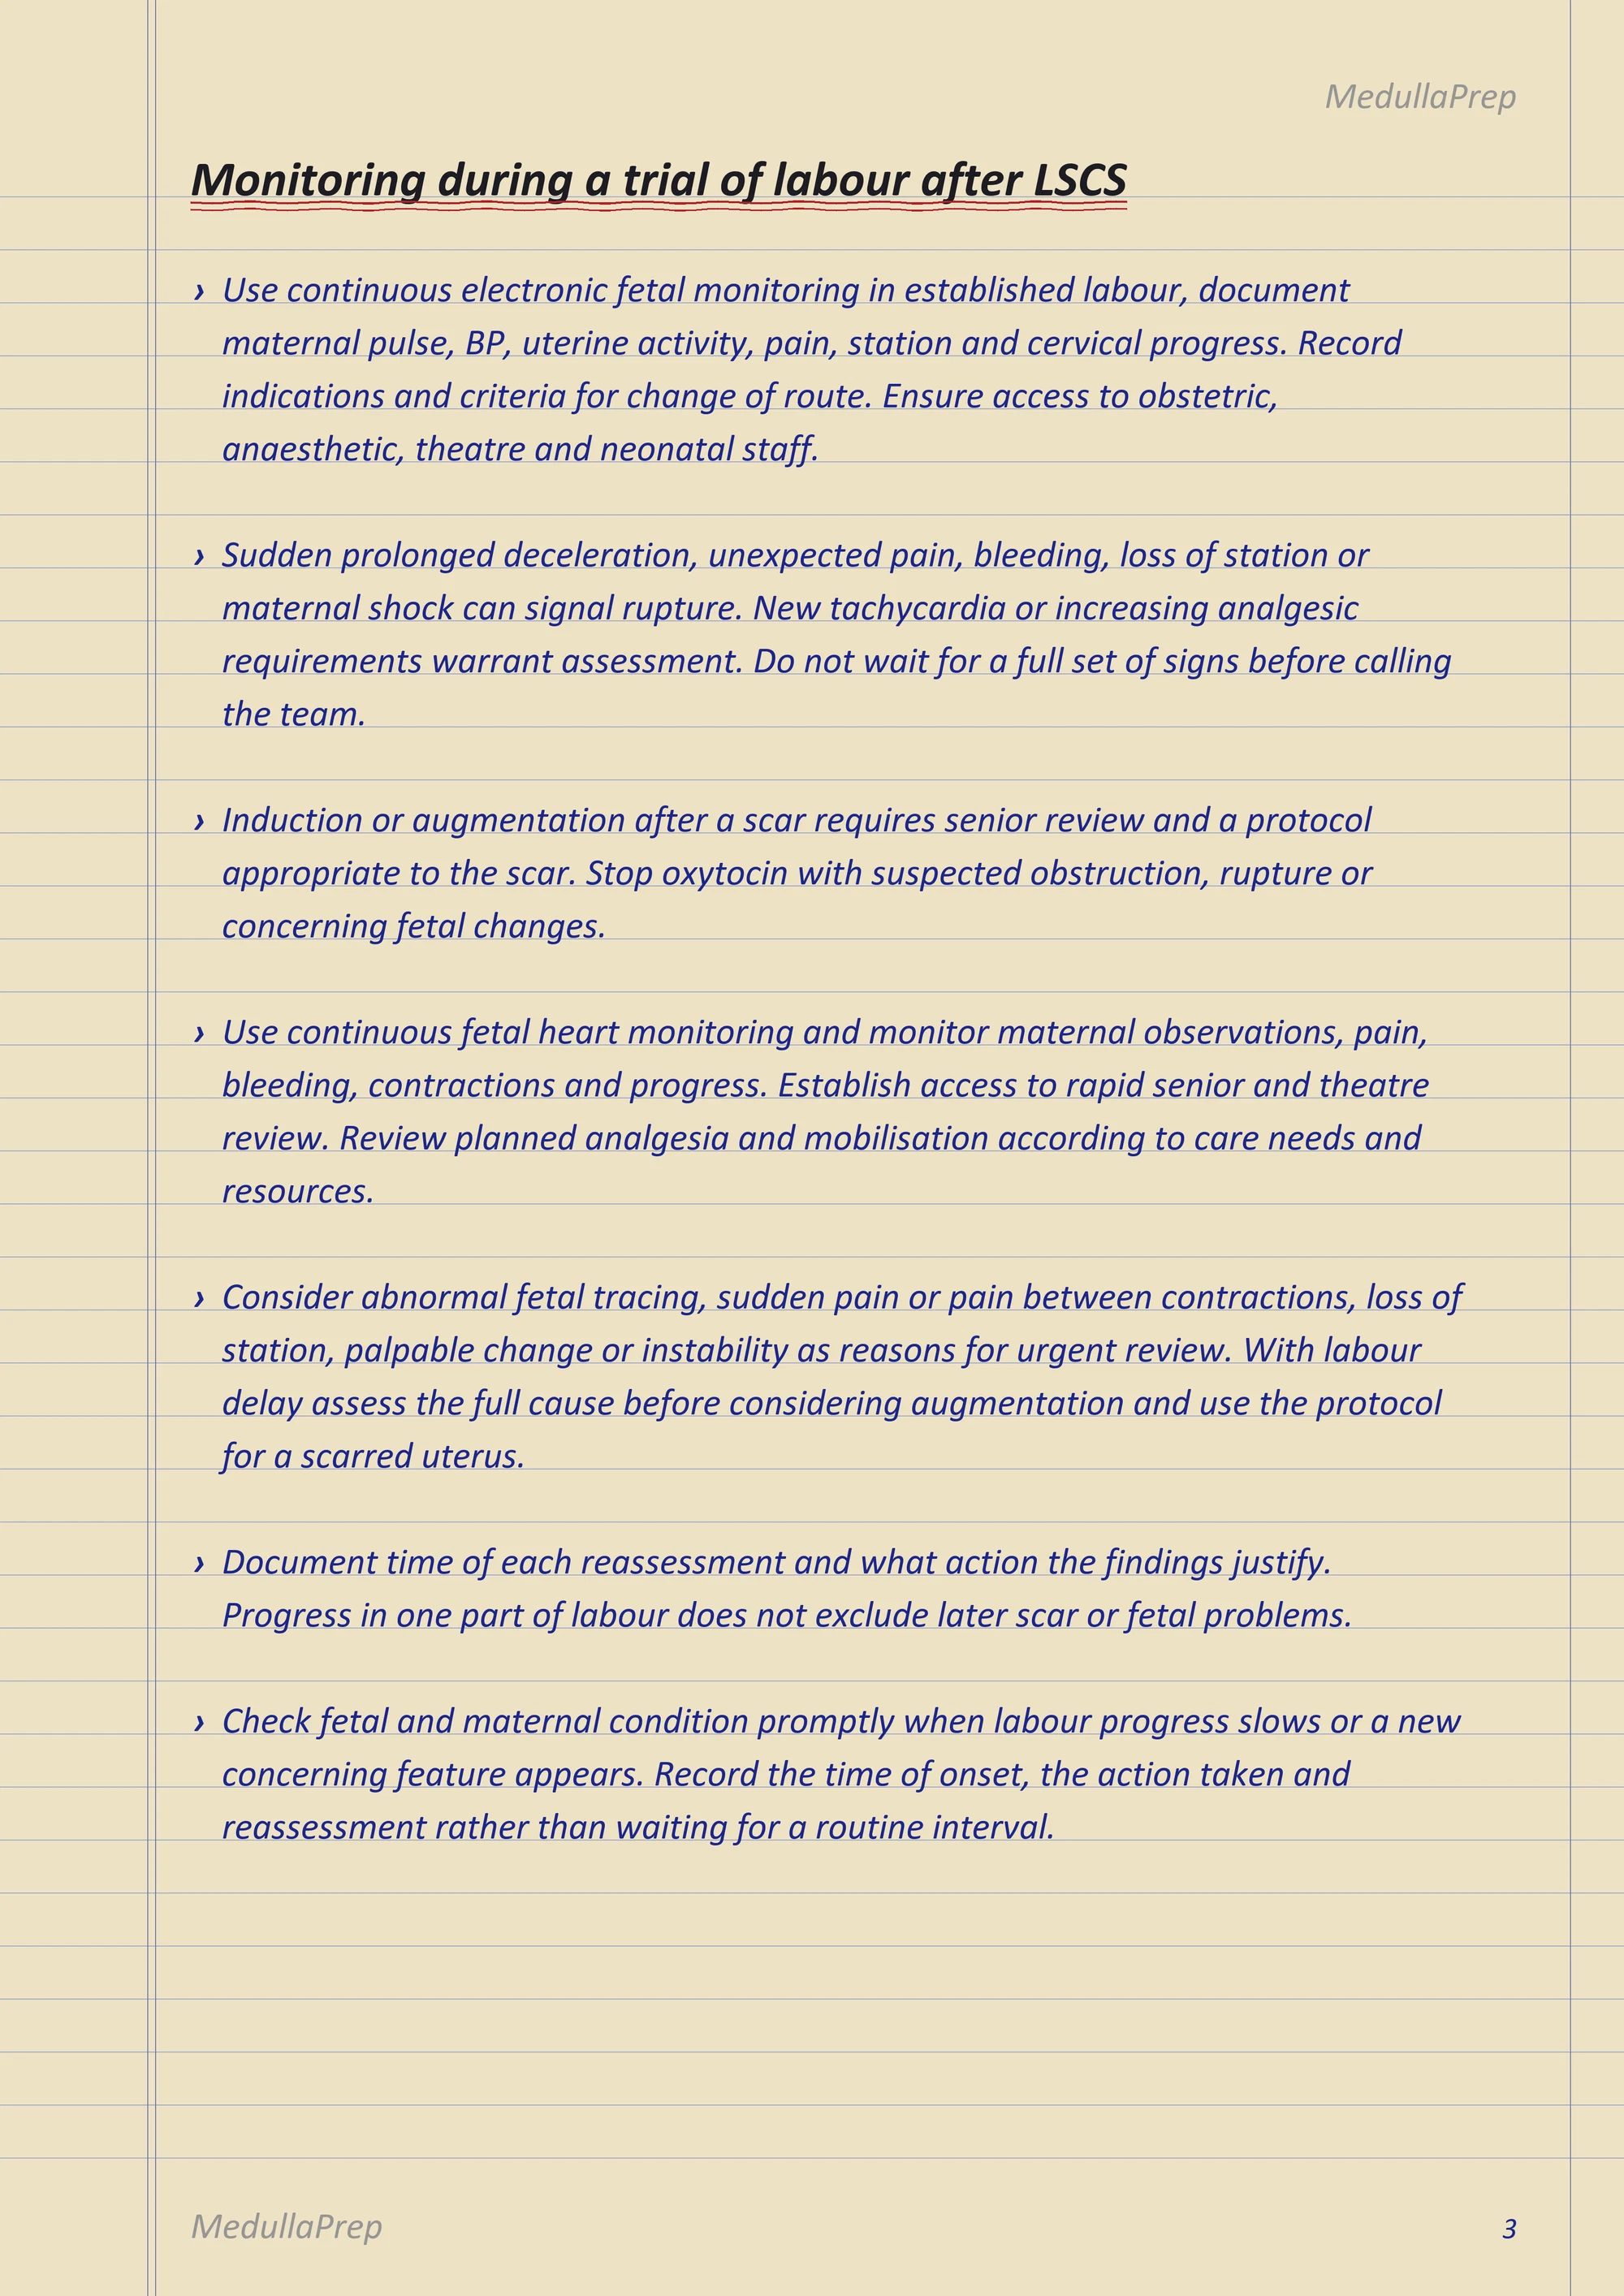 MedullaPrep
Monitoring during a trial of labour after LSCS
› Use continuous electronic fetal monitoring in established labour, document
maternal pulse, BP, uterine activity, pain, station and cervical progress. Record
indications and criteria for change of route. Ensure access to obstetric,
anaesthetic, theatre and neonatal staff.
› Sudden prolonged deceleration, unexpected pain, bleeding, loss of station or
maternal shock can signal rupture. New tachycardia or increasing analgesic
requirements warrant assessment. Do not wait for a full set of signs before calling
the team.
› Induction or augmentation after a scar requires senior review and a protocol
appropriate to the scar. Stop oxytocin with suspected obstruction, rupture or
concerning fetal changes.
› Use continuous fetal heart monitoring and monitor maternal observations, pain,
bleeding, contractions and progress. Establish access to rapid senior and theatre
review. Review planned analgesia and mobilisation according to care needs and
resources.
› Consider abnormal fetal tracing, sudden pain or pain between contractions, loss of
station, palpable change or instability as reasons for urgent review. With labour
delay assess the full cause before considering augmentation and use the protocol
for a scarred uterus.
› Document time of each reassessment and what action the findings justify.
Progress in one part of labour does not exclude later scar or fetal problems.
› Check fetal and maternal condition promptly when labour progress slows or a new
concerning feature appears. Record the time of onset, the action taken and
reassessment rather than waiting for a routine interval.
MedullaPrep
3